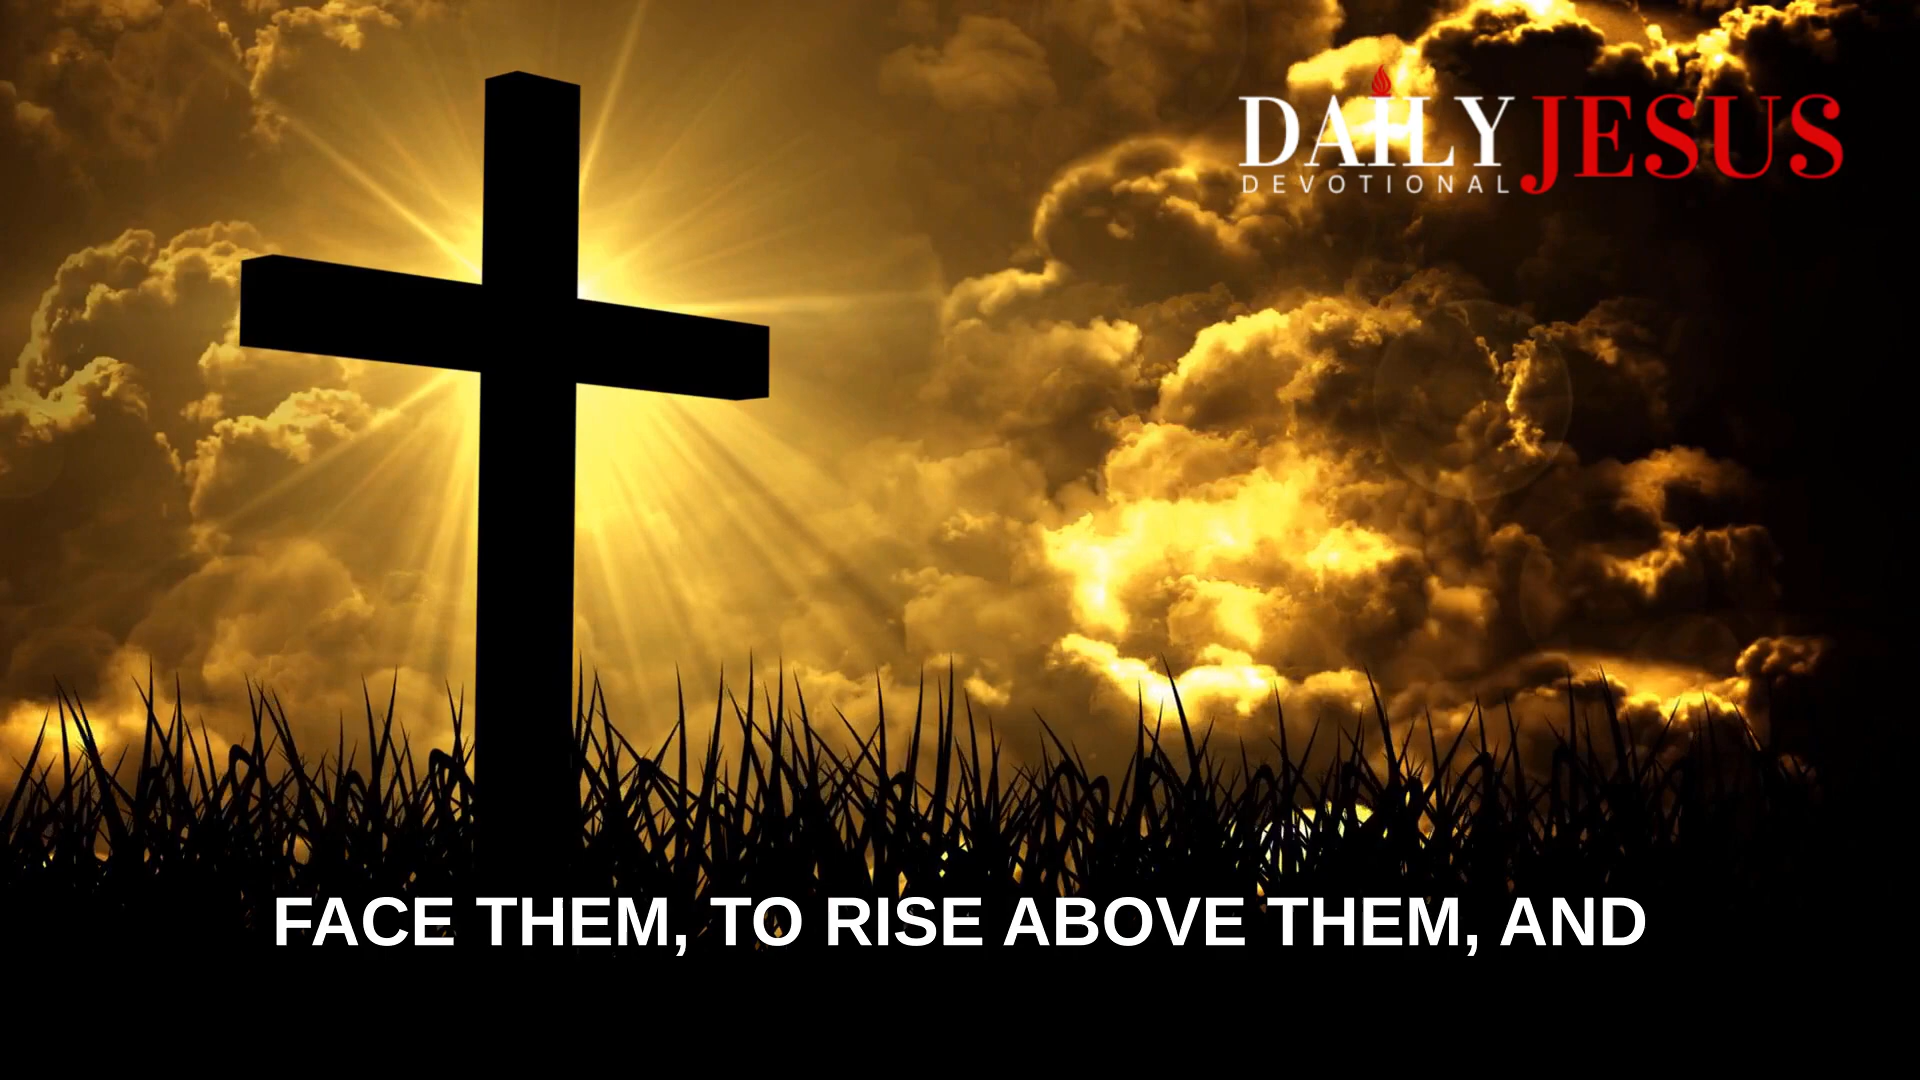 DAILY JESUS
DEVOTIONAL
FACE THEM, TO RISE ABOVE THEM, AND